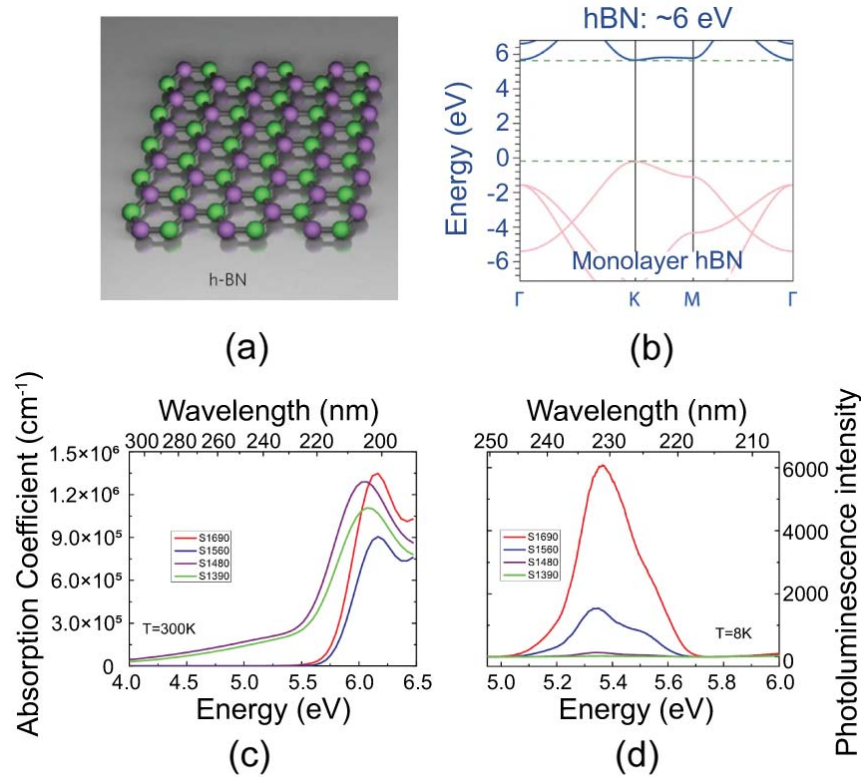 h-BN
(a)
hBN: ~6 eV
Energy (eV)
6
4
2
0
-2
-4
-6
Monolayer hBN
Γ K M Γ
(b)
Wavelength (nm)
300 280 260 240 220 200
Absorption Coefficient (cm⁻¹)
1.5×10⁶
1.2×10⁶
9.0×10⁵
6.0×10⁵
3.0×10⁵
0
S1690
S1560
S1480
S1390
T=300K
4.0 4.5 5.0 5.5 6.0 6.5
Energy (eV)
(c)
Wavelength (nm)
250 240 230 220 210
Photoluminescence intensity
6000
4000
2000
0
S1690
S1560
S1480
S1390
T=8K
5.0 5.2 5.4 5.6 5.8 6.0
Energy (eV)
(d)